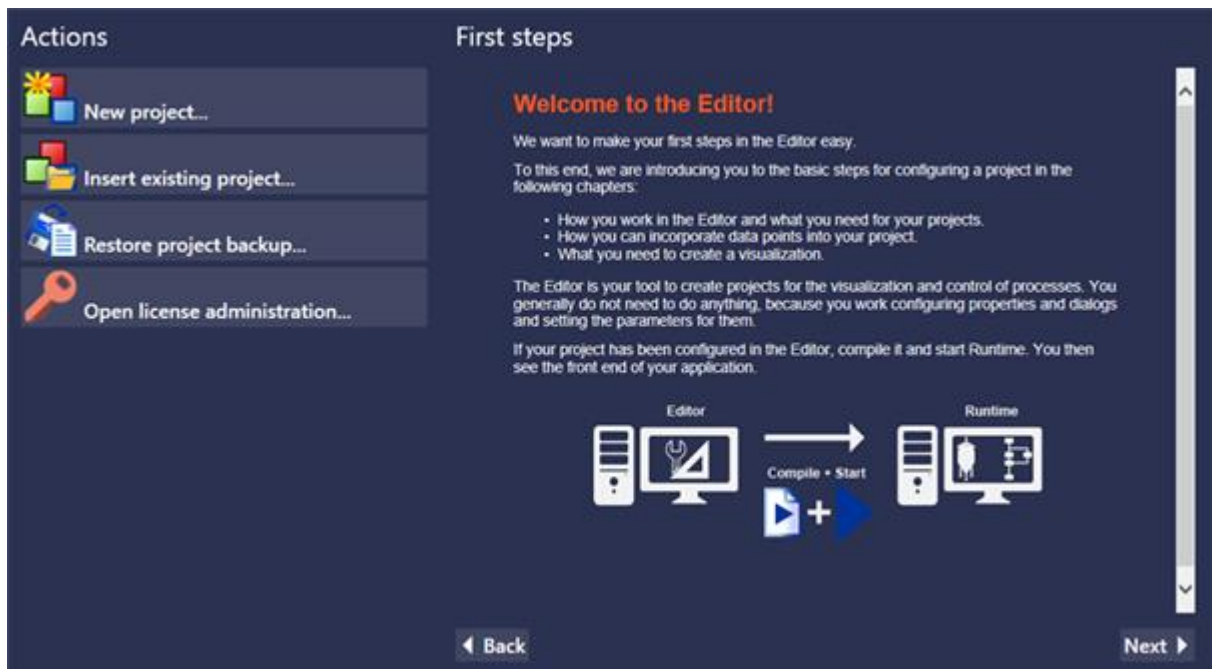 Actions
New project...
Insert existing project...
Restore project backup...
Open license administration...
First steps
Welcome to the Editor!
We want to make your first steps in the Editor easy.
To this end, we are introducing you to the basic steps for configuring a project in the
following chapters:
• How you work in the Editor and what you need for your projects.
• How you can incorporate data points into your project.
• What you need to create a visualization.
The Editor is your tool to create projects for the visualization and control of processes. You
generally do not need to do anything, because you work configuring properties and dialogs
and setting the parameters for them.
If your project has been configured in the Editor, compile it and start Runtime. You then
see the front end of your application.
Editor
Runtime
Compile + Start
Back
Next